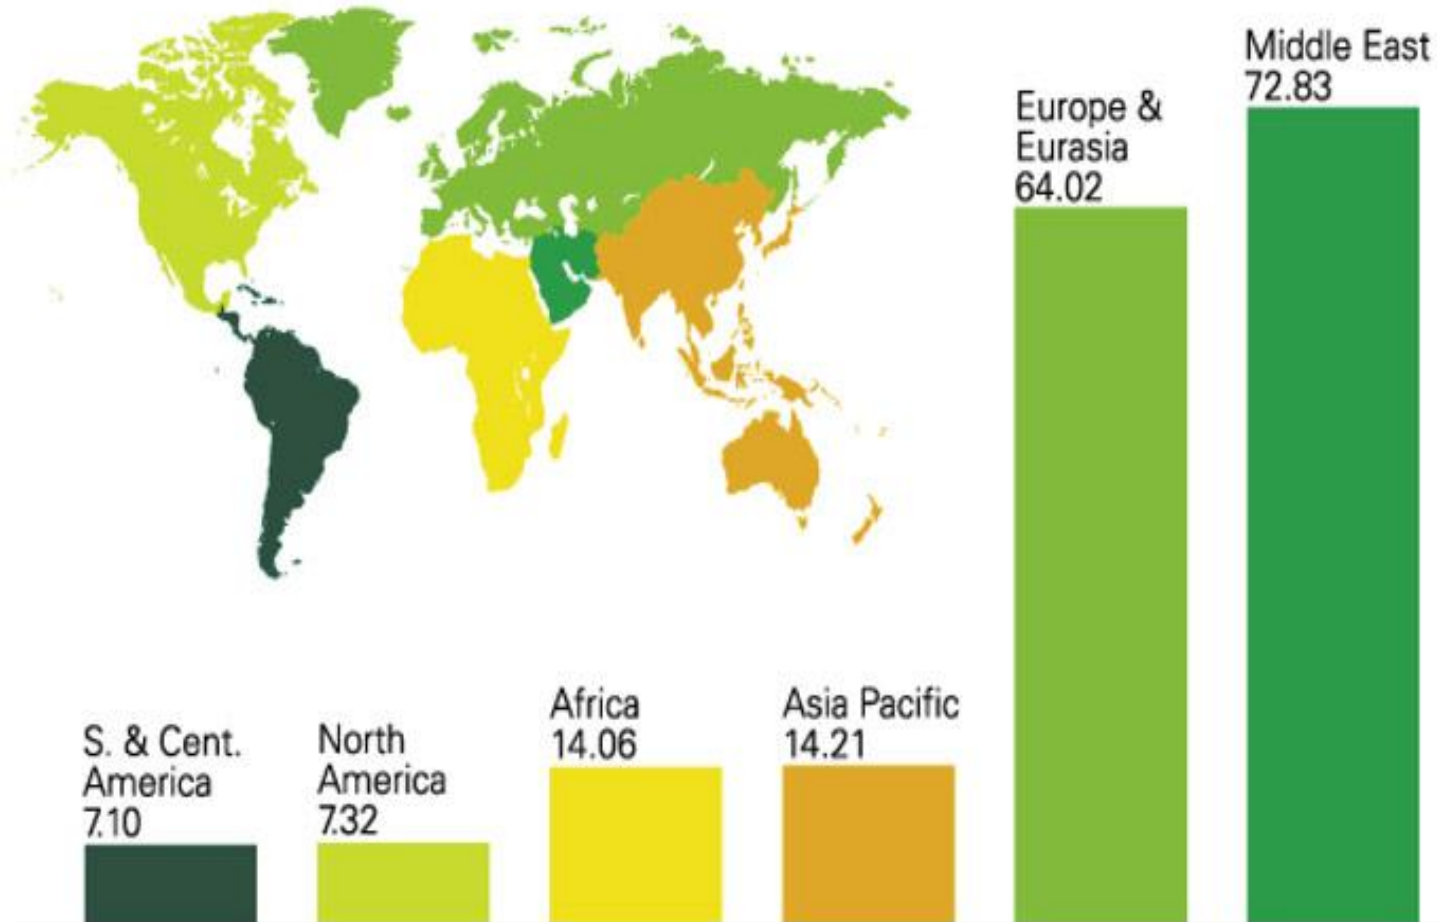 S. & Cent.
America
7.10
North
America
7.32
Africa
14.06
Asia Pacific
14.21
Europe &
Eurasia
64.02
Middle East
72.83